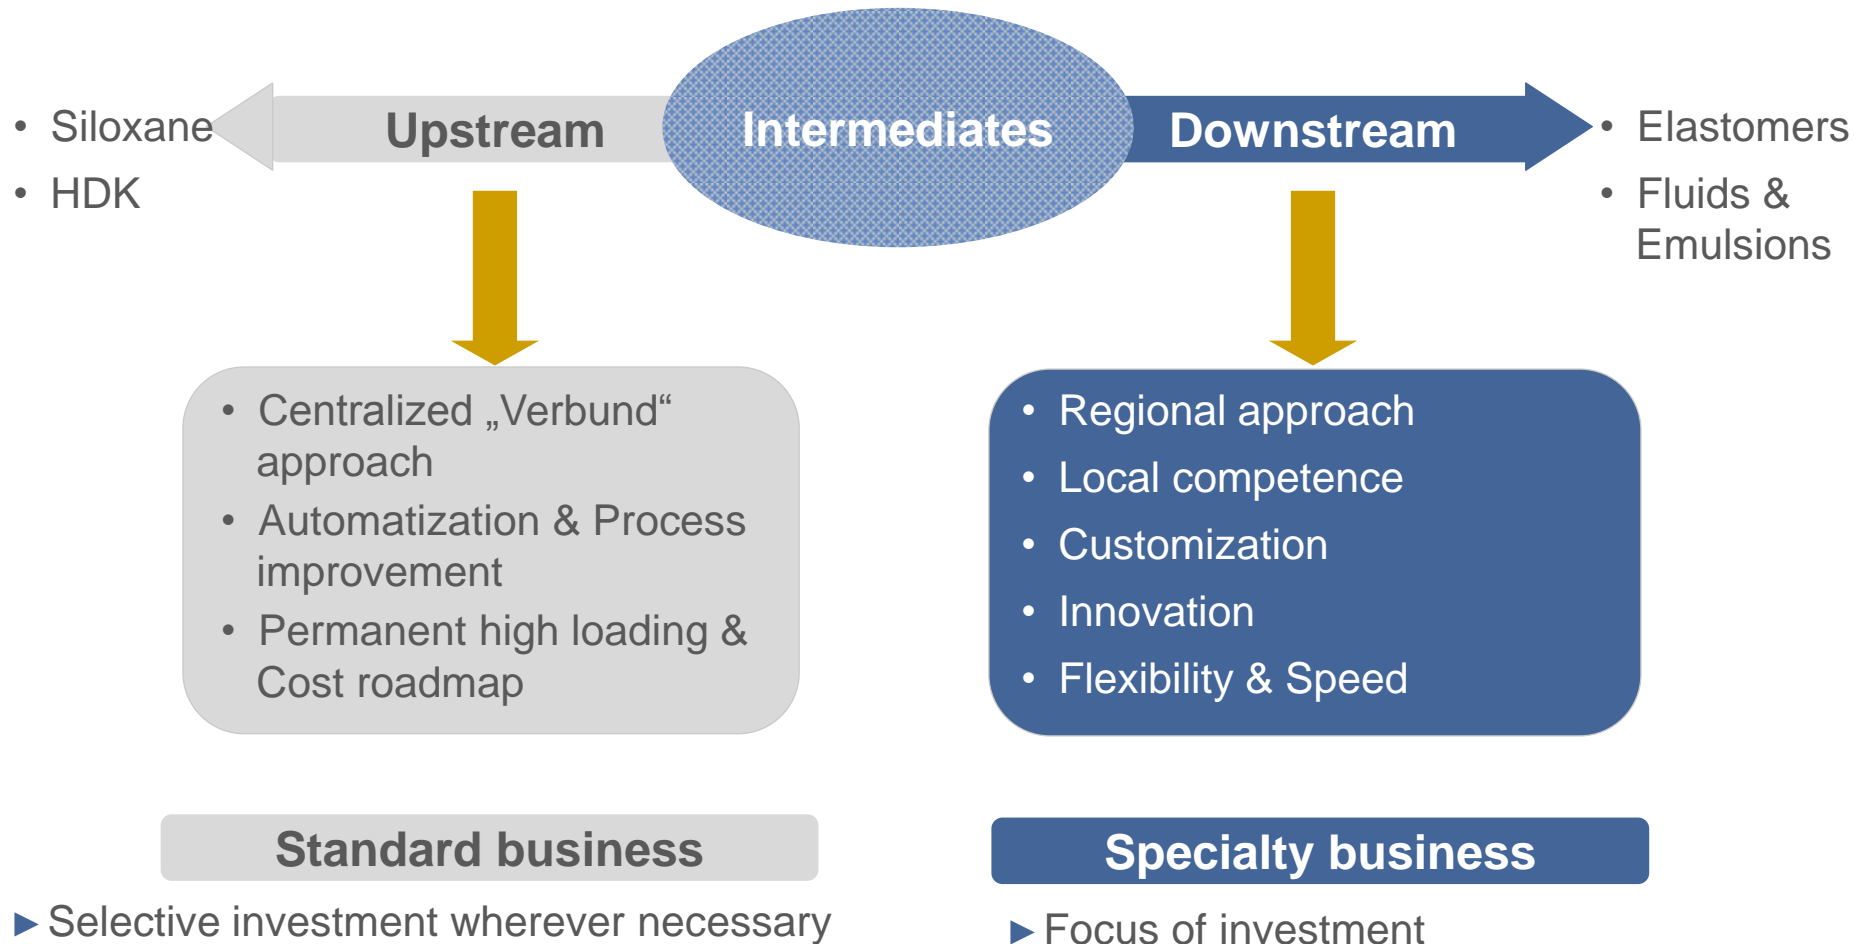 Upstream
Intermediates
Downstream
• Siloxane
• HDK
• Elastomers
• Fluids &
Emulsions
• Centralized „Verbund“
approach
• Automatization & Process
improvement
• Permanent high loading &
Cost roadmap
• Regional approach
• Local competence
• Customization
• Innovation
• Flexibility & Speed
Standard business
Specialty business
► Selective investment wherever necessary
► Focus of investment